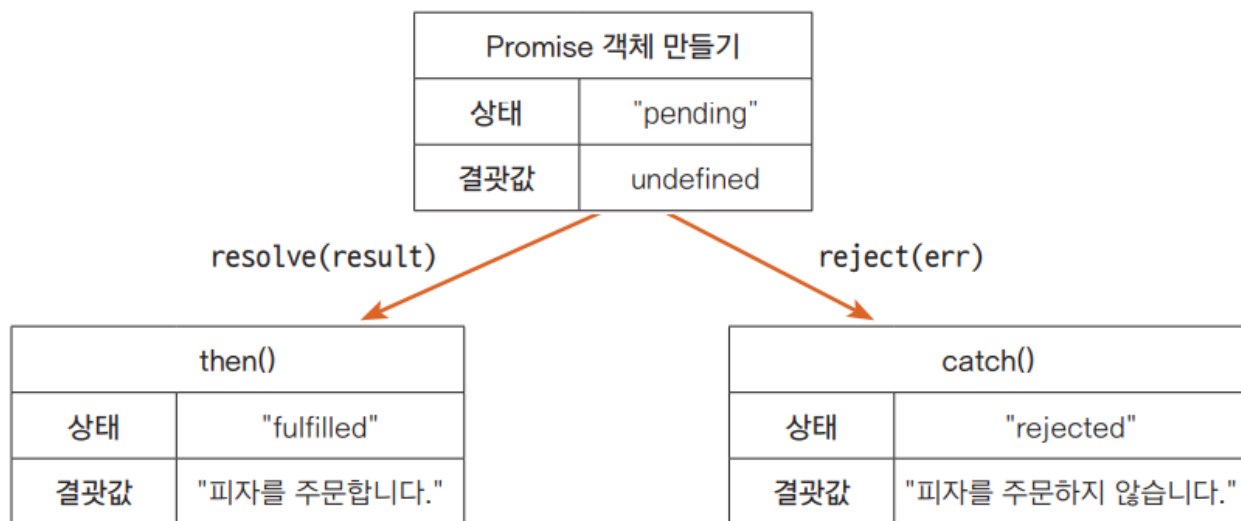 Promise 객체 만들기
상태 "pending"
결괏값 undefined
resolve(result) reject(err)
then()
상태 "fulfilled"
결괏값 "피자를 주문합니다."
catch()
상태 "rejected"
결괏값 "피자를 주문하지 않습니다."